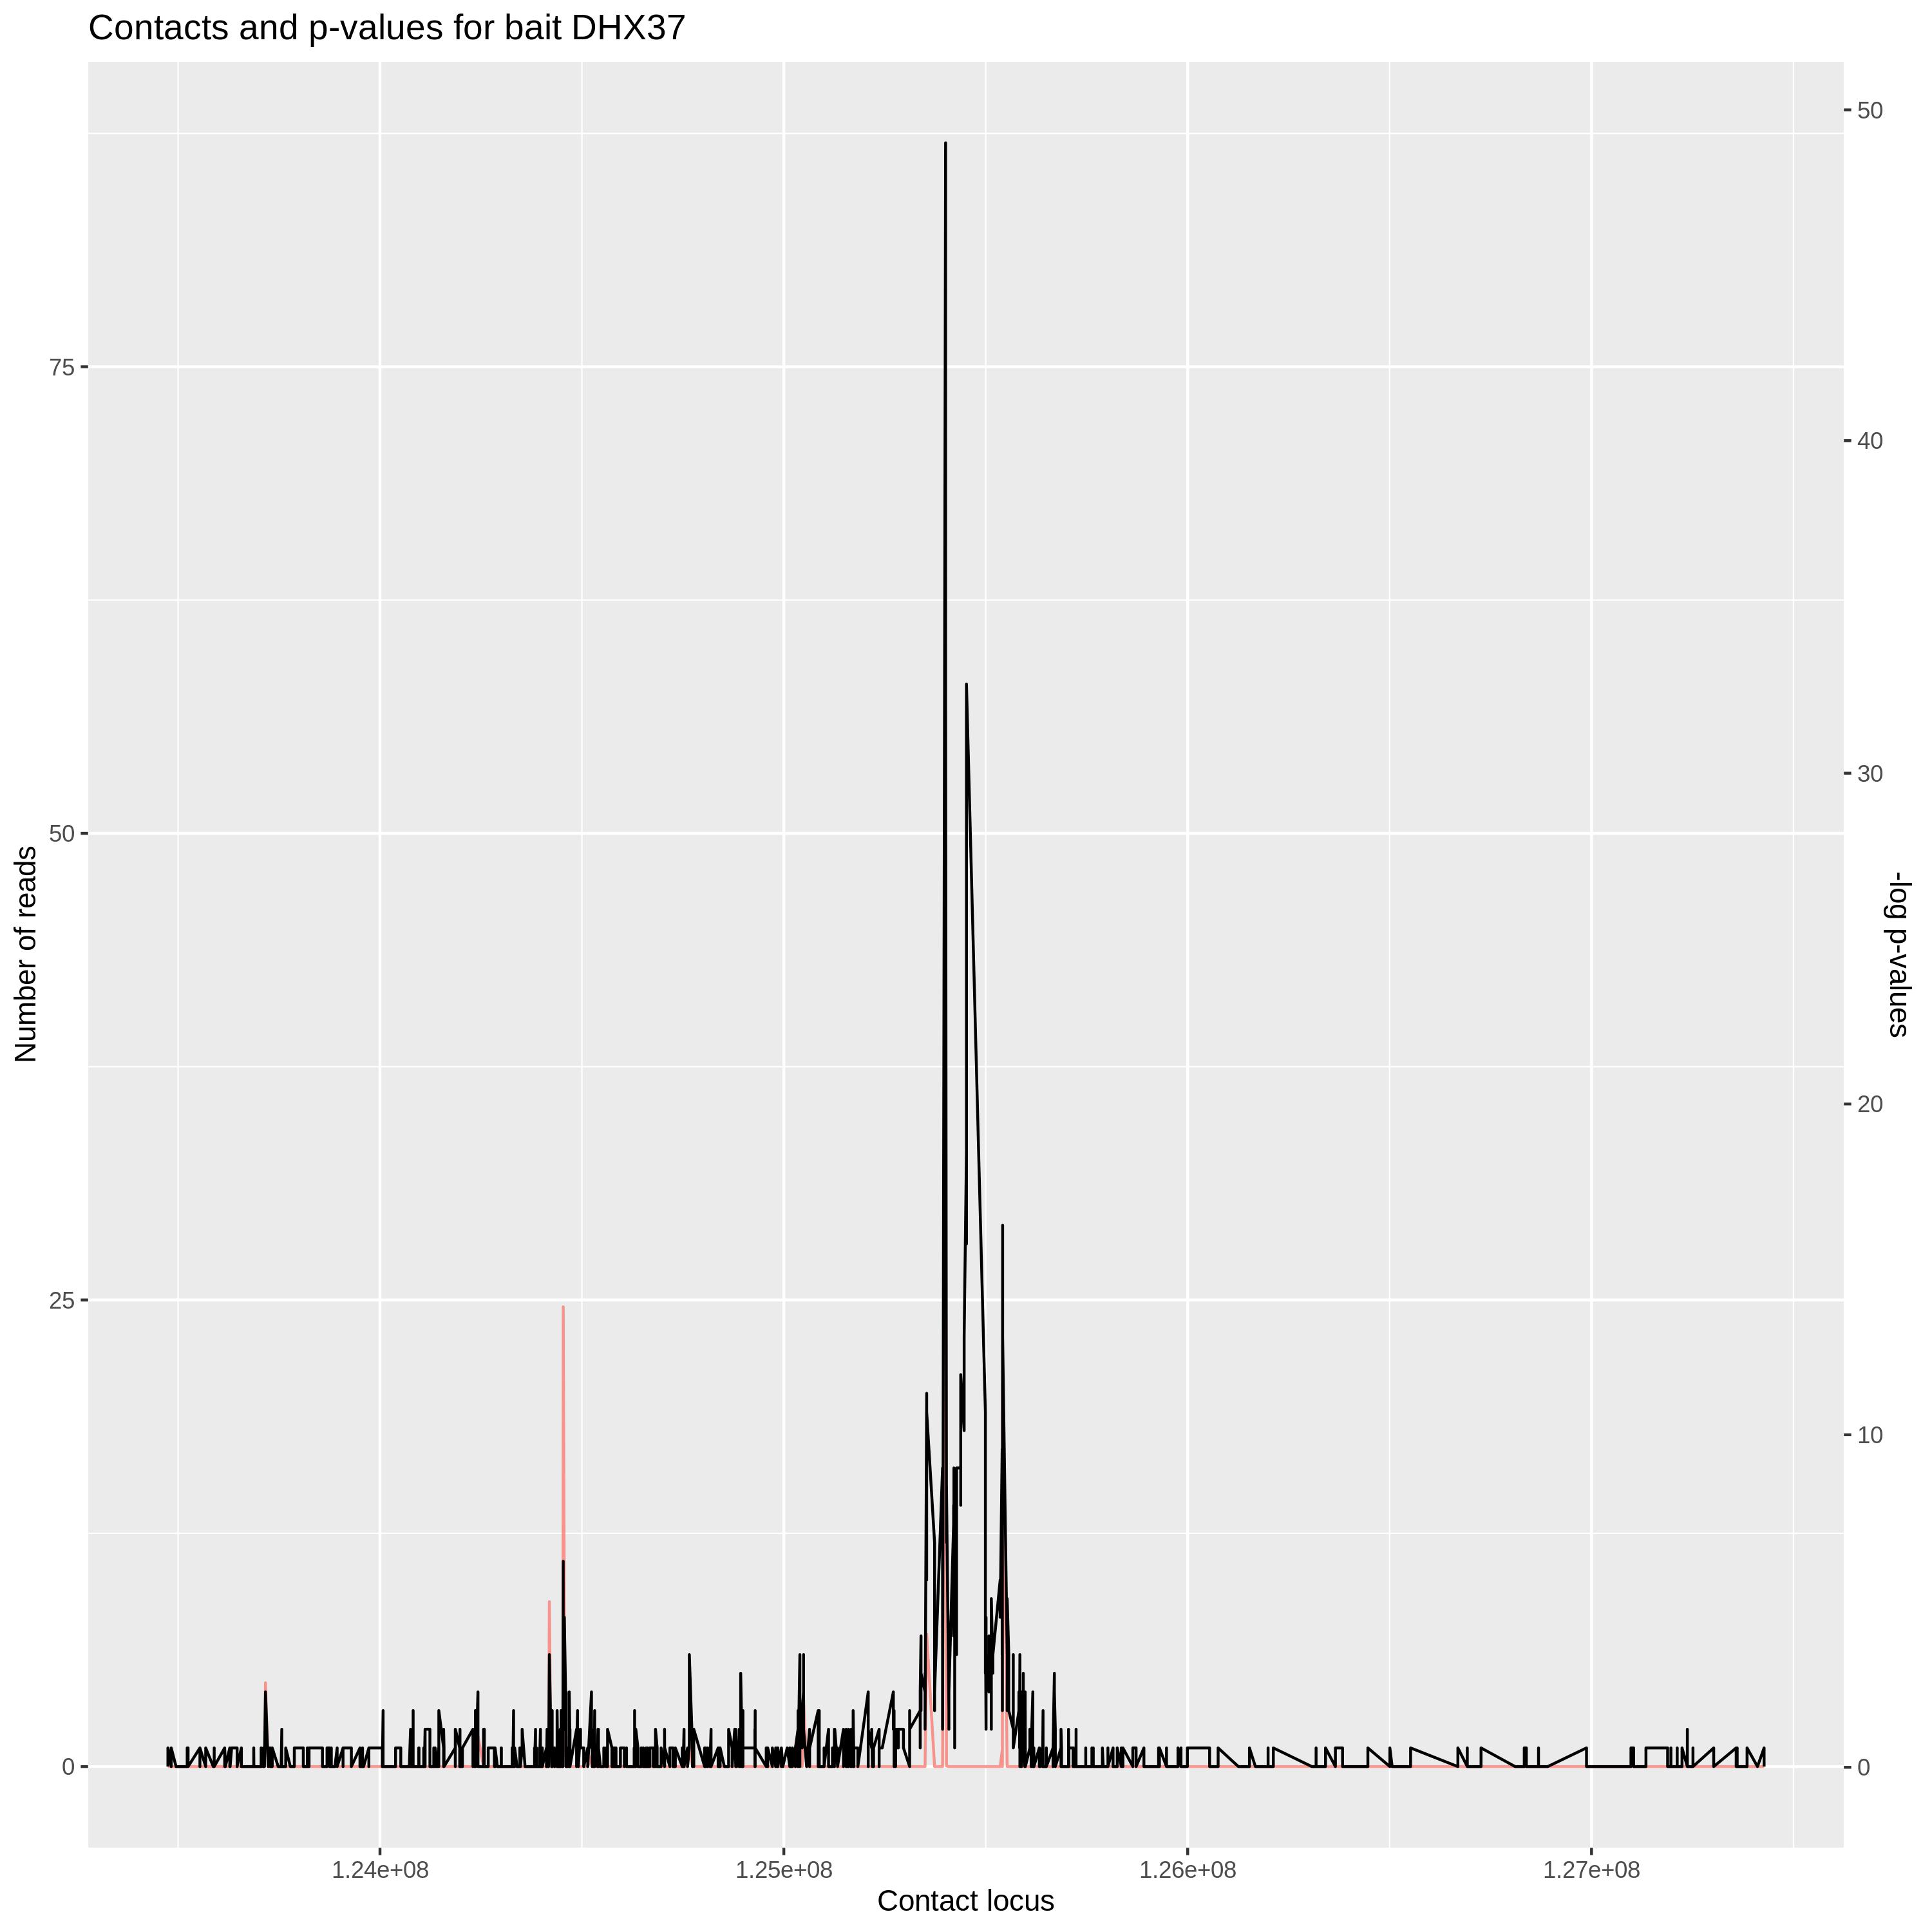 Contacts and p-values for bait DHX37
Number of reads
75
50
25
0
50
40
30
20
10
0
-log p-values
1.24e+08
1.25e+08
1.26e+08
1.27e+08
Contact locus